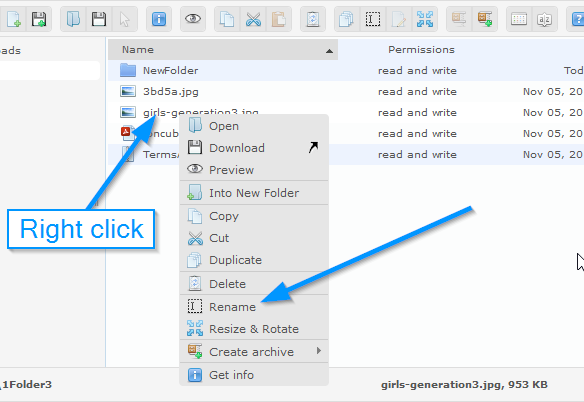 ads
Name Permissions
NewFolder read and write Tod
3bd5a.jpg read and write Nov 05, 20
girls-generation3.jpg read and write Nov 05, 20
read and write Nov 05, 20
Terms read and write Nov 05, 20
Open
Download
Preview
Into New Folder
Copy
Cut
Duplicate
Delete
Rename
Resize & Rotate
Create archive
Get info
Right click
\1Folder3 girls-generation3.jpg, 953 KB